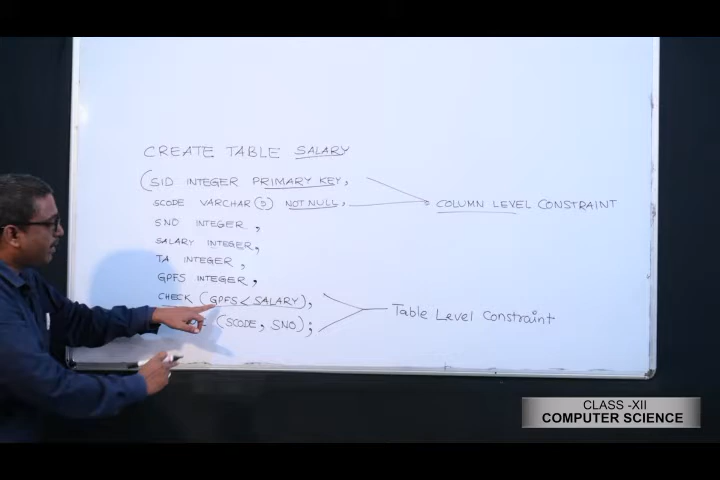 CREATE TABLE SALARY
(SID INTEGER PRIMARY KEY,
SCODE VARCHAR (5) NOT NULL,
COLUMN LEVEL CONSTRAINT
SNO INTEGER,
SALARY INTEGER,
TA INTEGER,
GPFS INTEGER,
CHECK (GPFS < SALARY),
Table Level Constraint
(SCODE, SNO);
CLASS -XII
COMPUTER SCIENCE